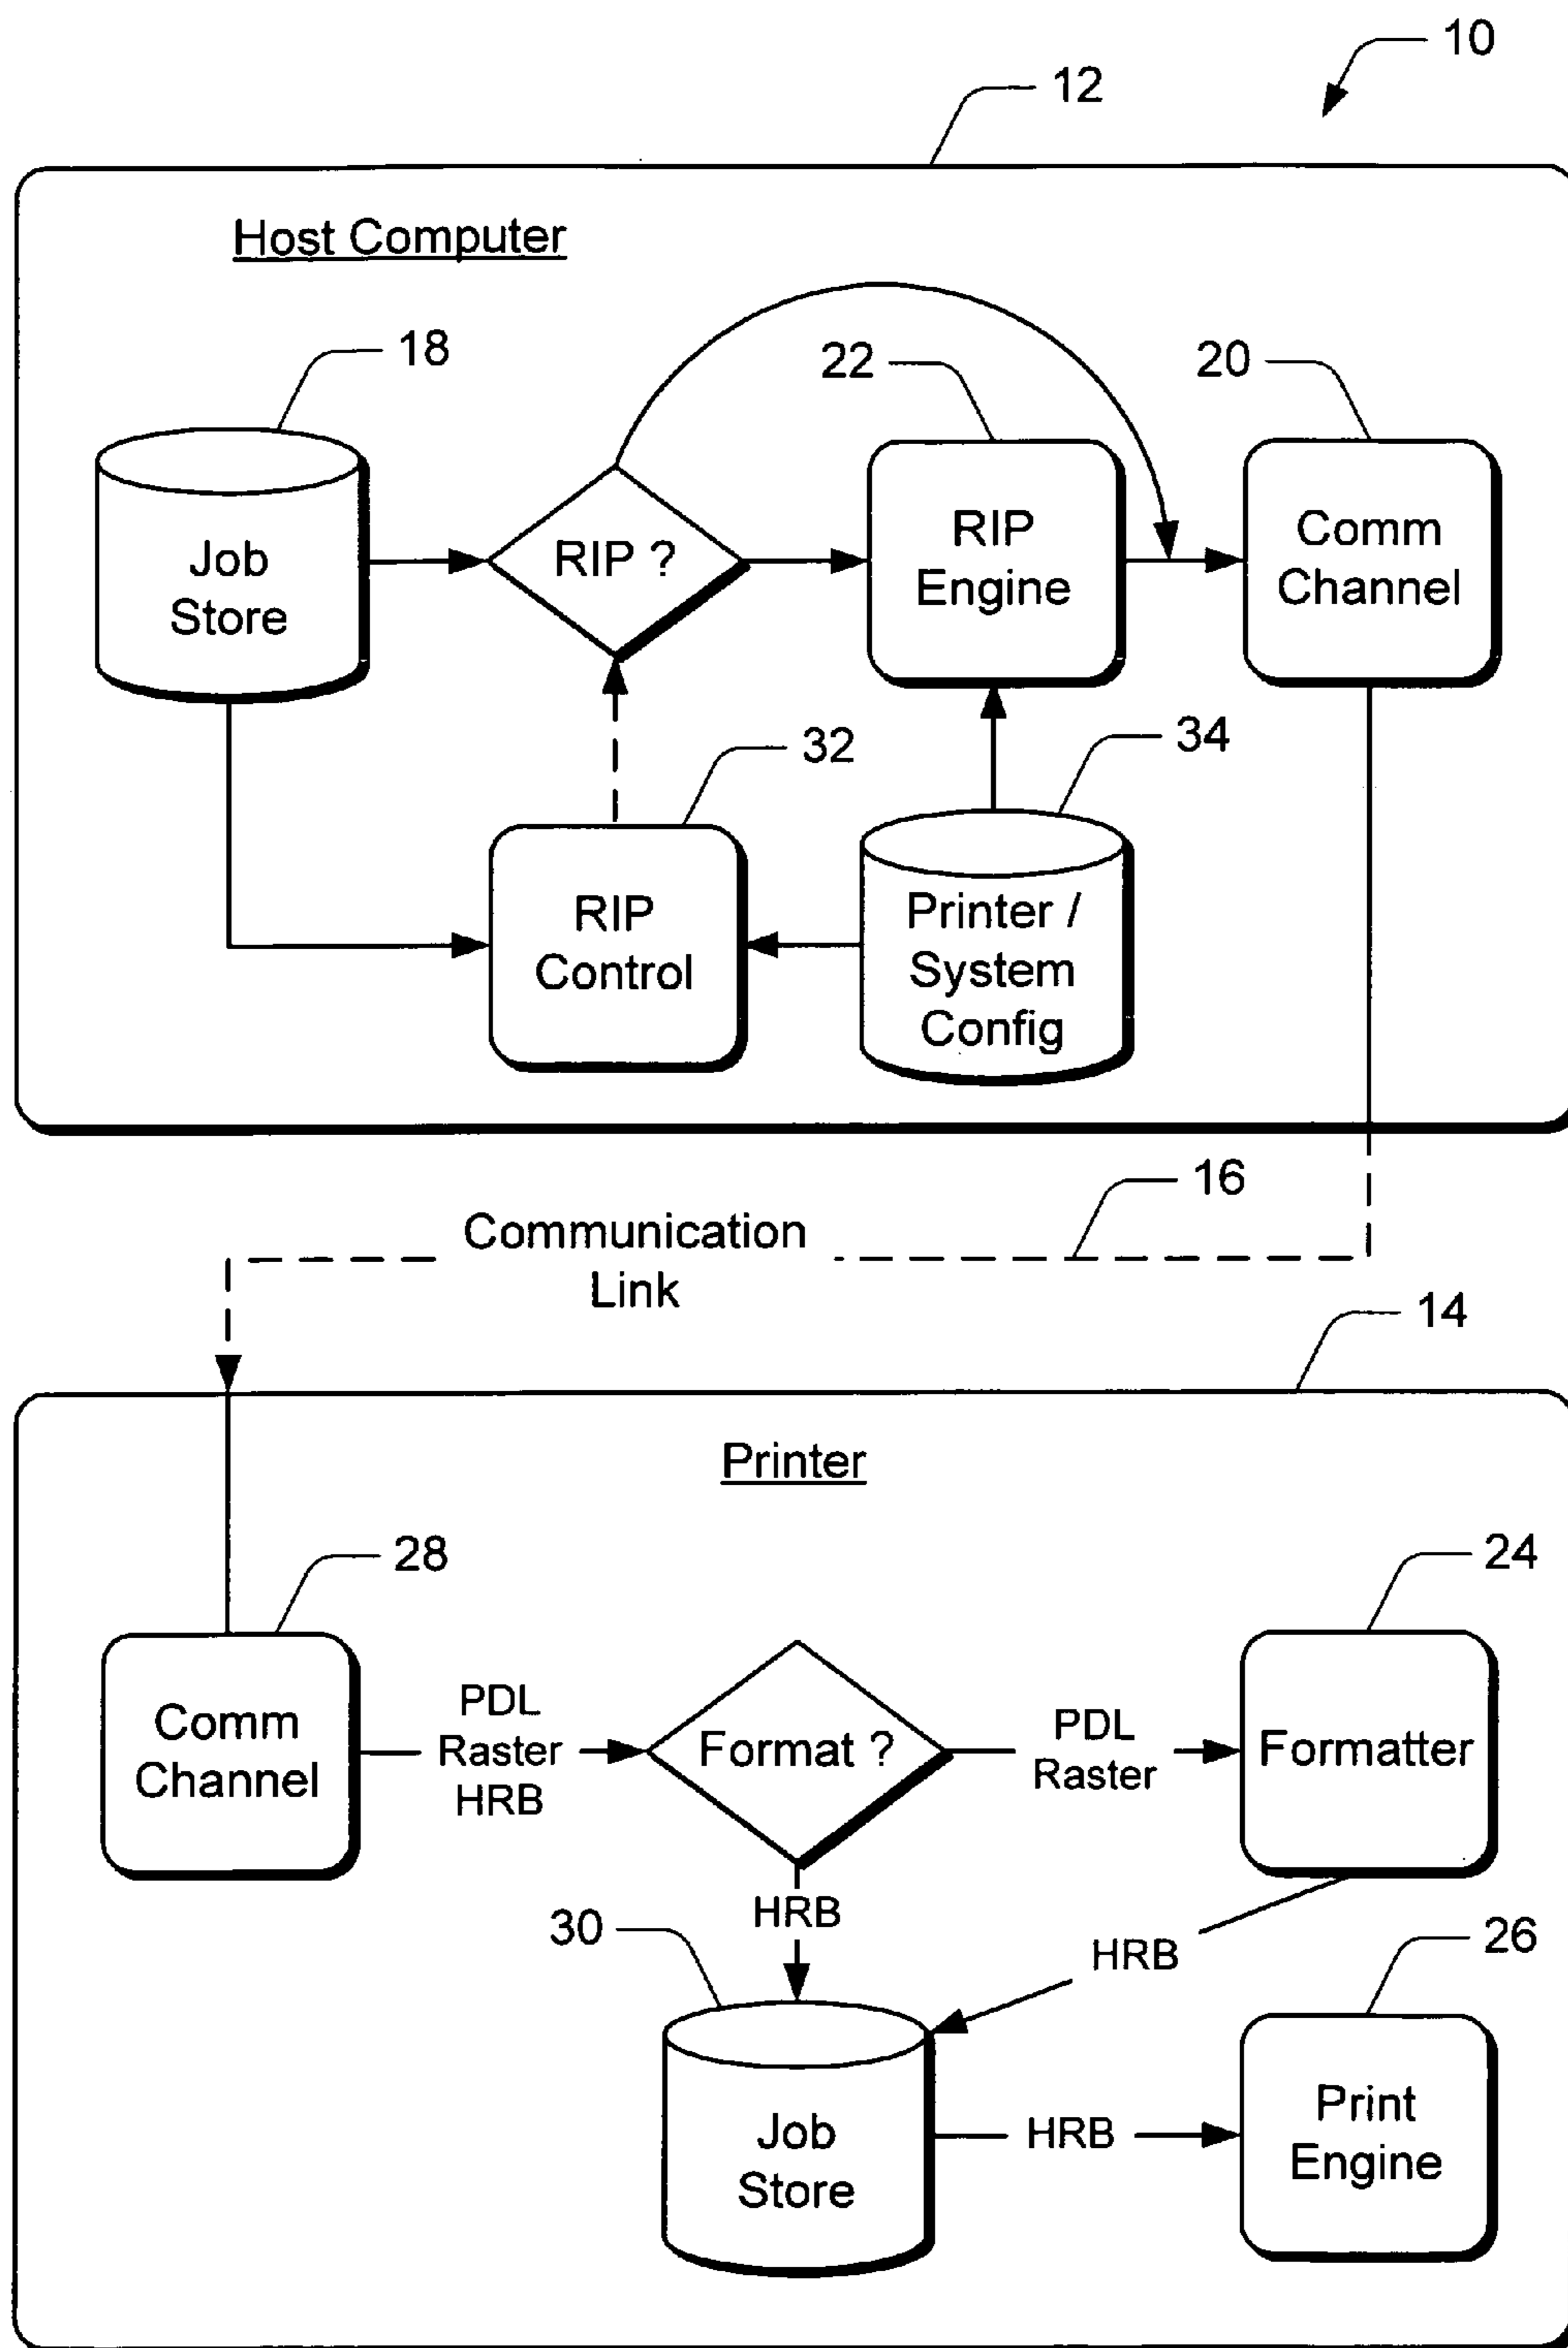 10
12
Host Computer
18
22
20
Job
Store
RIP ?
RIP
Engine
Comm
Channel
32
34
RIP
Control
Printer /
System
Config
16
Communication
Link
14
Printer
28
24
Comm
Channel
PDL
Raster
HRB
Format ?
PDL
Raster
Formatter
HRB
30
HRB
26
Job
Store
HRB
Print
Engine